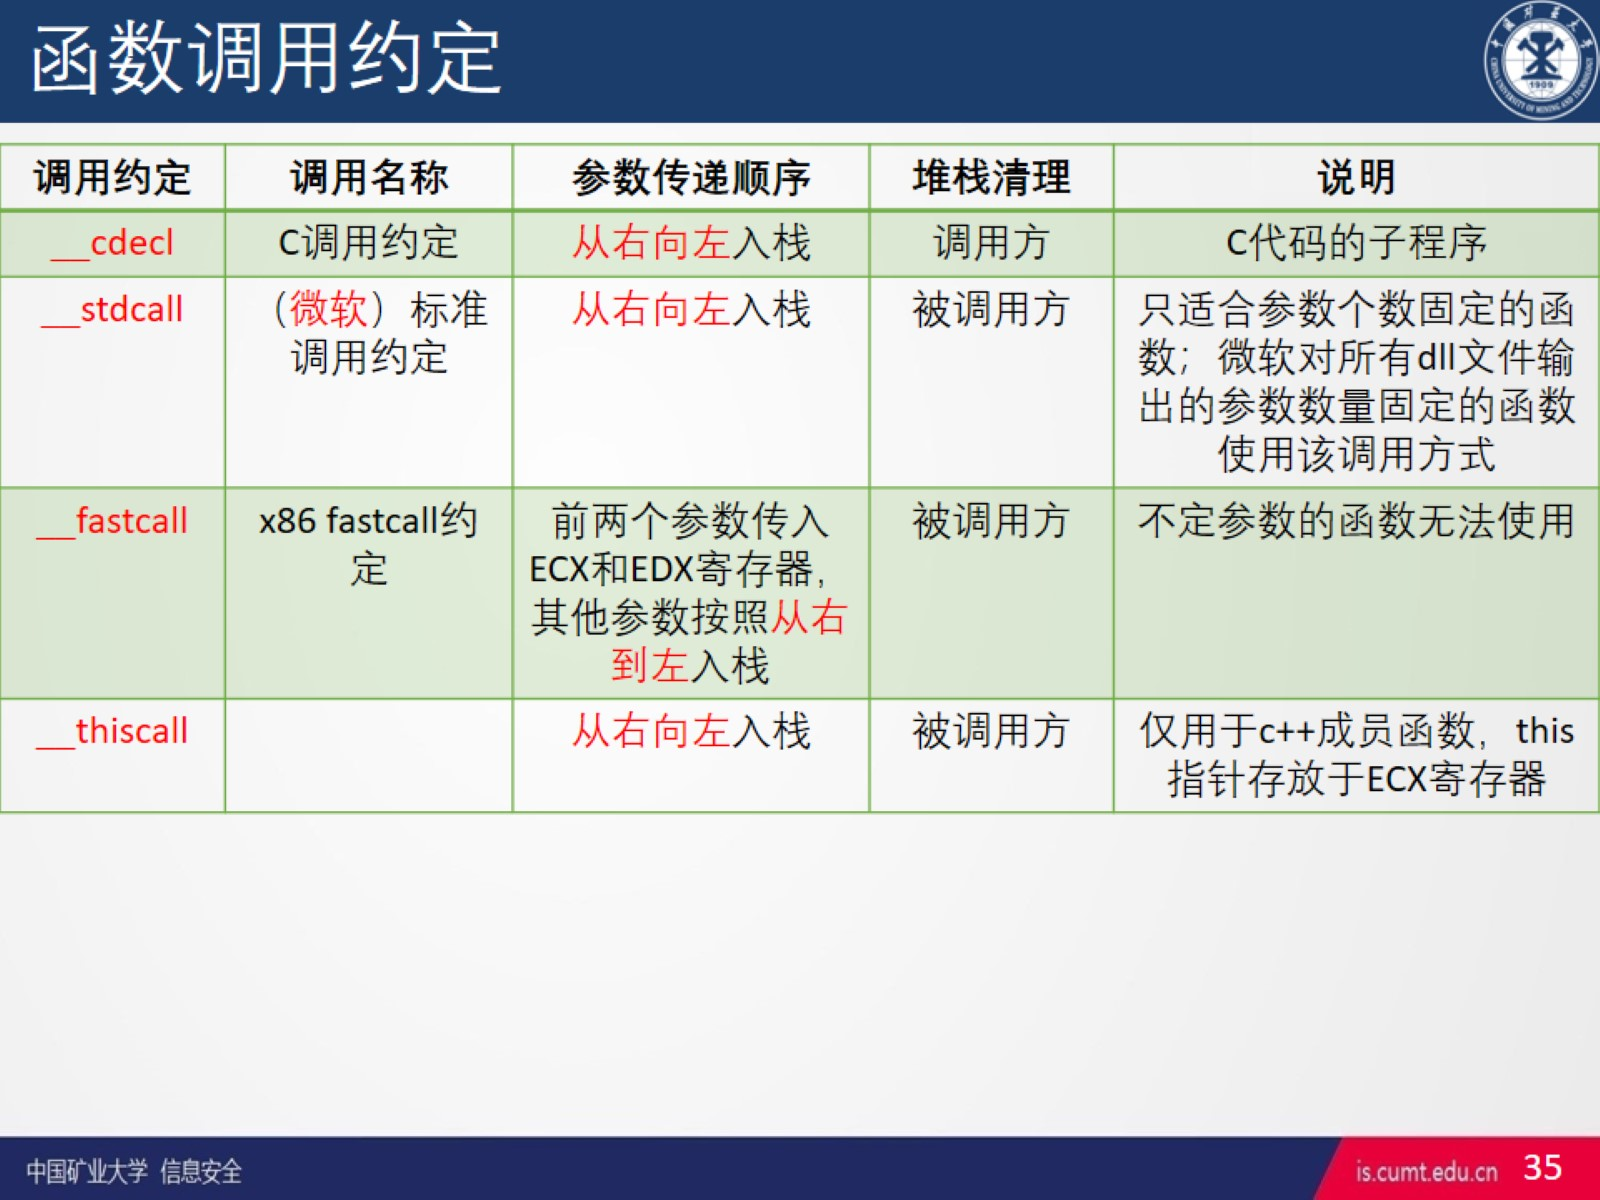 函数调用约定
调用约定 调用名称 参数传递顺序 堆栈清理 说明
__cdecl C调用约定 从右向左入栈 调用方 C代码的子程序
__stdcall （微软）标准 从右向左入栈 被调用方 只适合参数个数固定的函
调用约定 数；微软对所有dll文件输
出的参数数量固定的函数
使用该调用方式
__fastcall x86 fastcall约 前两个参数传入 被调用方 不定参数的函数无法使用
定 ECX和EDX寄存器，
其他参数按照从右
到左入栈
__thiscall 从右向左入栈 被调用方 仅用于c++成员函数，this
指针存放于ECX寄存器
中国矿业大学 信息安全
is.cumt.edu.cn 35
1909
CHINA UNIVERSITY OF MINING AND TECHNOLOGY